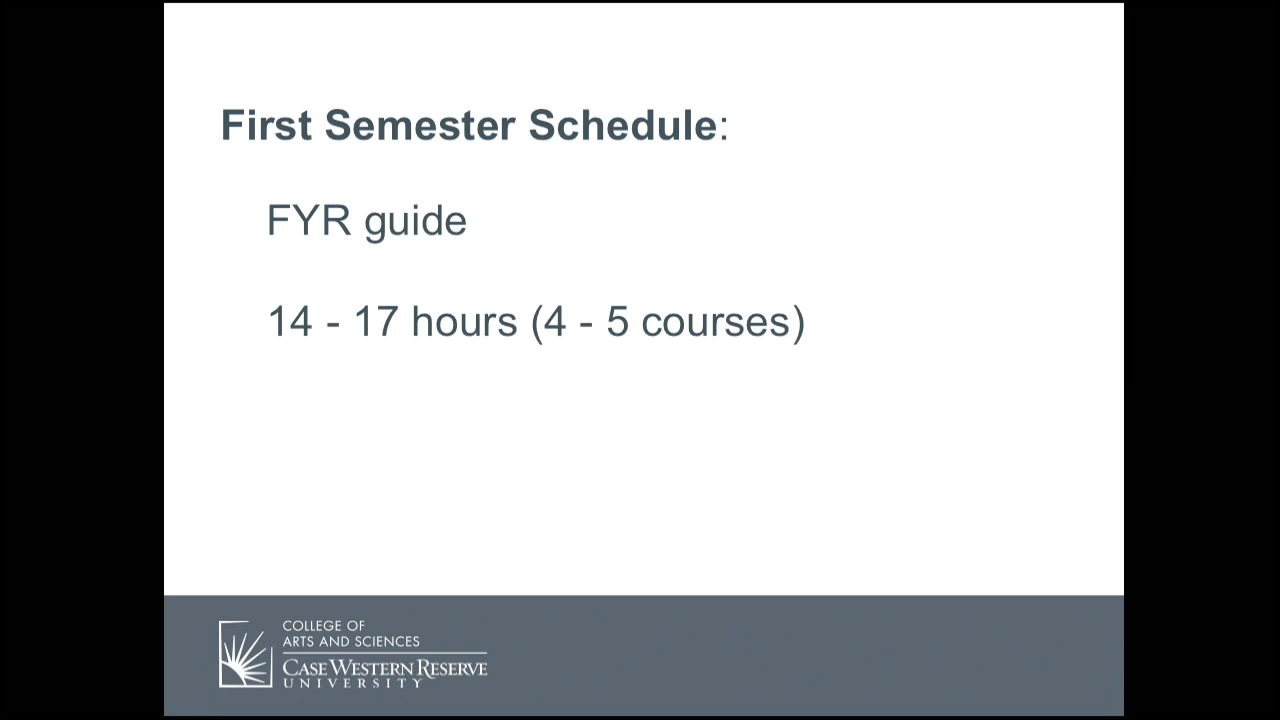 First Semester Schedule:
FYR guide
14 - 17 hours (4 - 5 courses)
COLLEGE OF
ARTS AND SCIENCES
CASE WESTERN RESERVE
UNIVERSITY